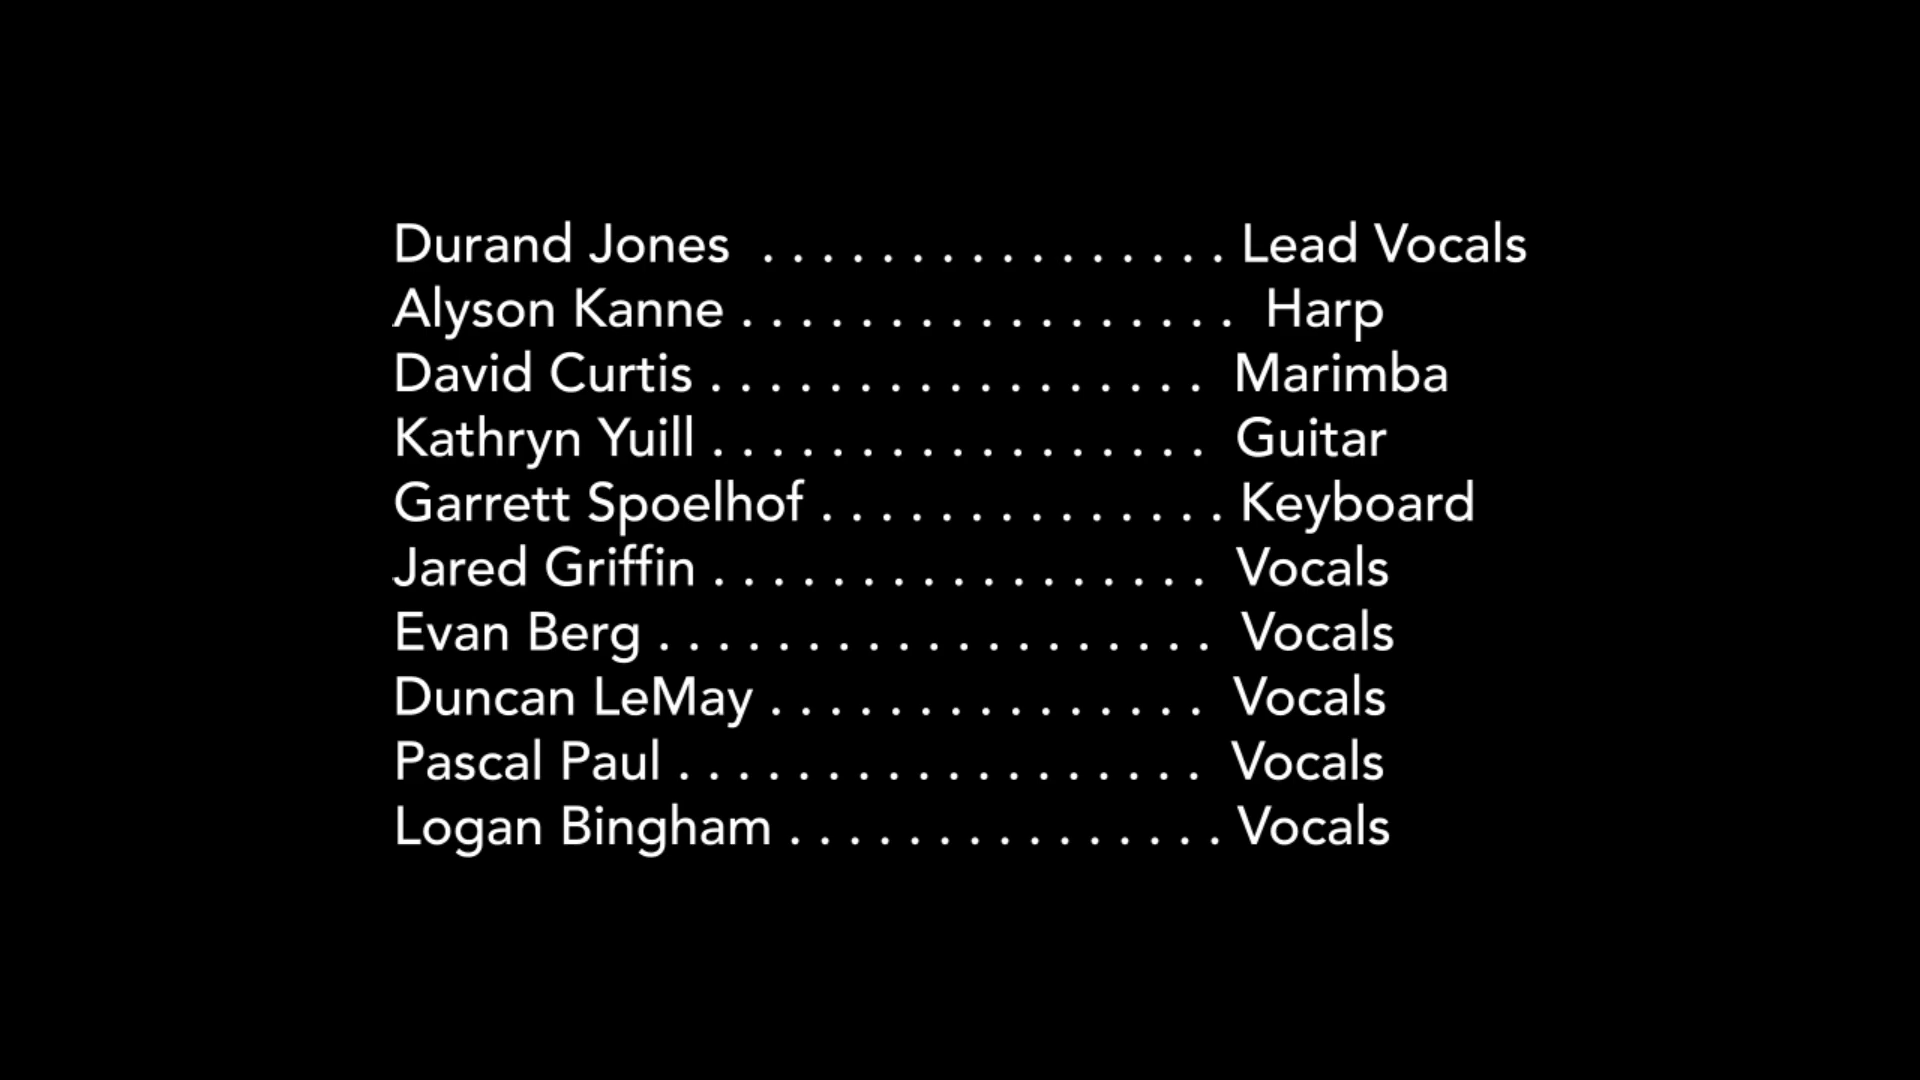 Durand Jones  . . . . . . . . . . . . . . . . Lead Vocals
Alyson Kanne . . . . . . . . . . . . . . . . .  Harp
David Curtis . . . . . . . . . . . . . . . . .  Marimba
Kathryn Yuill . . . . . . . . . . . . . . . . .  Guitar
Garrett Spoelhof . . . . . . . . . . . . . . Keyboard
Jared Griffin . . . . . . . . . . . . . . . . .  Vocals
Evan Berg . . . . . . . . . . . . . . . . . . .  Vocals
Duncan LeMay . . . . . . . . . . . . . . .  Vocals
Pascal Paul . . . . . . . . . . . . . . . . . .  Vocals
Logan Bingham . . . . . . . . . . . . . . . Vocals